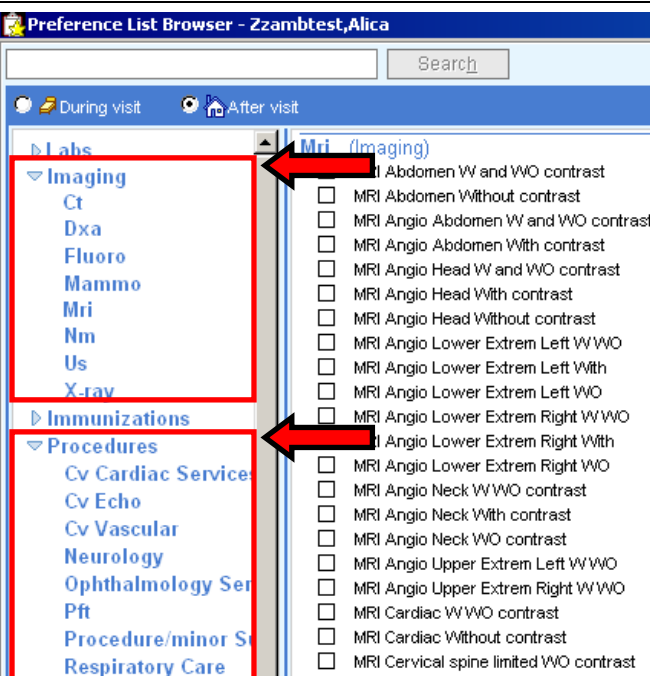 Preference List Browser - Zzambtest,Alica
Search
During visit After visit
Labs
Imaging
Ct
Dxa
Fluoro
Mammo
Mri
Nm
Us
X-ray
Immunizations
Procedures
Cv Cardiac Services
Cv Echo
Cv Vascular
Neurology
Ophthalmology Ser
Pft
Procedure/minor Su
Respiratory Care
Mri (Imaging)
MRI Abdomen W and WO contrast
MRI Abdomen Without contrast
MRI Angio Abdomen W and WO contrast
MRI Angio Abdomen With contrast
MRI Angio Head W and WO contrast
MRI Angio Head With contrast
MRI Angio Head Without contrast
MRI Angio Lower Extrem Left W WO
MRI Angio Lower Extrem Left With
MRI Angio Lower Extrem Left WO
MRI Angio Lower Extrem Right W WO
MRI Angio Lower Extrem Right With
MRI Angio Lower Extrem Right WO
MRI Angio Neck W WO contrast
MRI Angio Neck With contrast
MRI Angio Neck WO contrast
MRI Angio Upper Extrem Left W WO
MRI Angio Upper Extrem Right W WO
MRI Cardiac W WO contrast
MRI Cardiac Without contrast
MRI Cervical spine limited WO contrast